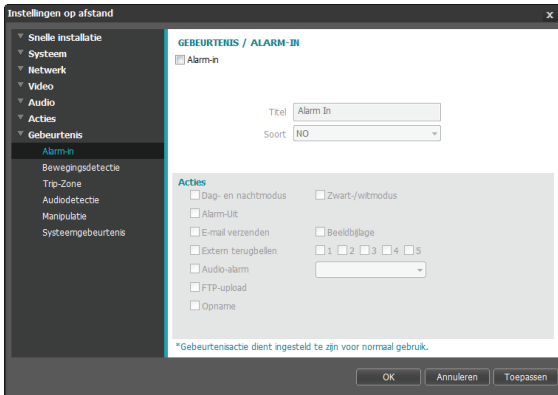 Instellingen op afstand
x
Snelle installatie
Systeem
Netwerk
Video
Audio
Acties
Gebeurtenis
Alarm-in
Bewegingsdetectie
Trip-Zone
Audiodetectie
Manipulatie
Systeemgebeurtenis
GEBEURTENIS / ALARM-IN
Alarm-in
Titel Alarm In
Soort NO
Acties
Dag- en nachtmodus Zwart-/witmodus
Alarm-Uit
E-mail verzenden Beeldbijlage
Extern terugbellen 1 2 3 4 5
Audio-alarm
FTP-upload
Opname
*Gebeurtenisactie dient ingesteld te zijn voor normaal gebruik.
OK Annuleren Toepassen